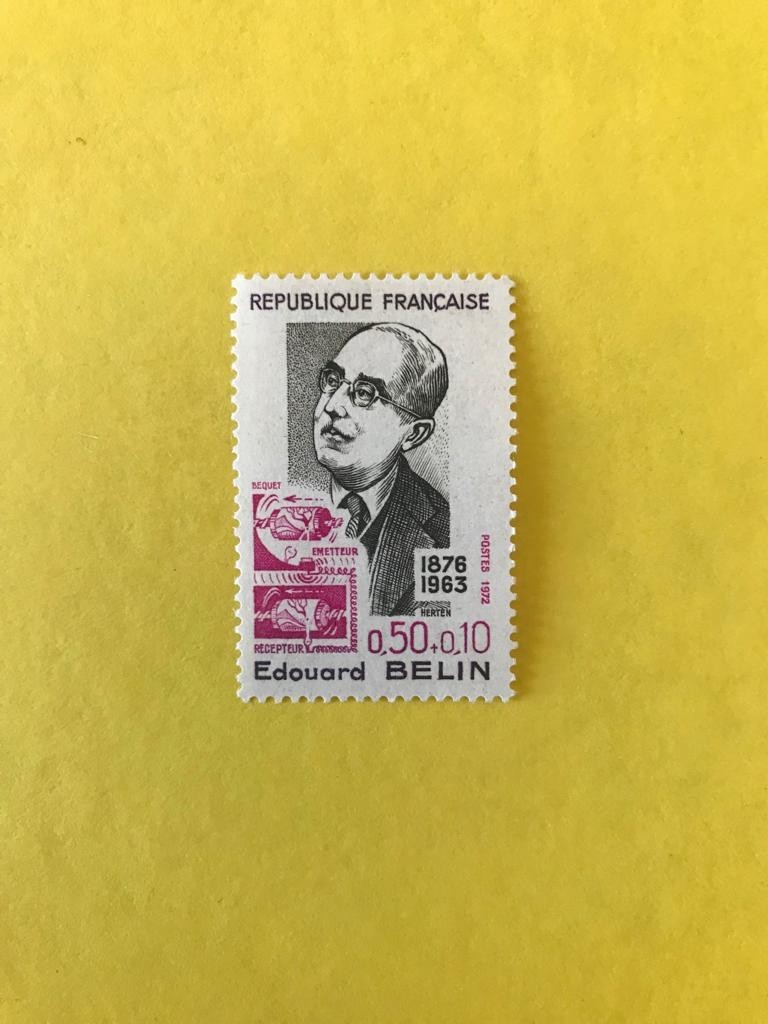 REPUBLIQUE FRANÇAISE
BEQUET
EMETTEUR
1876
1963
POSTES 1972
HERTEN
RECEPTEUR
0,50+0,10
Edouard BELIN